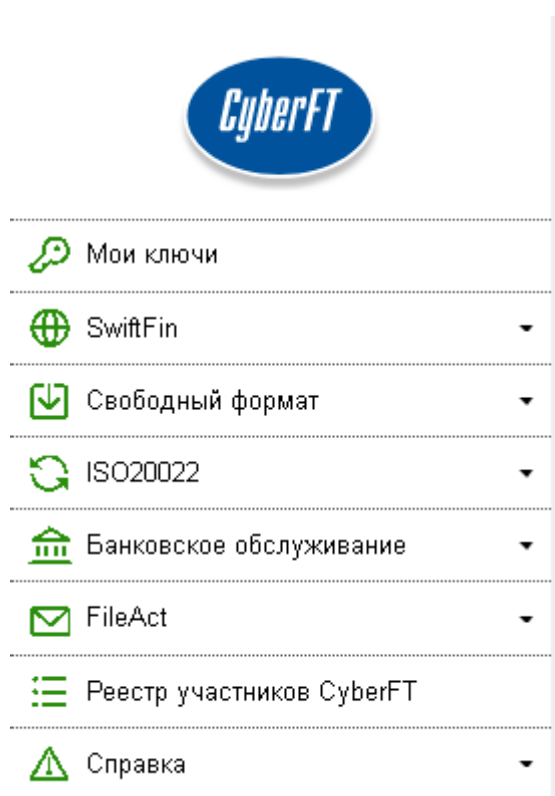 CyberFT
Мои ключи
SwiftFin
Свободный формат
ISO20022
Банковское обслуживание
FileAct
Реестр участников CyberFT
Справка